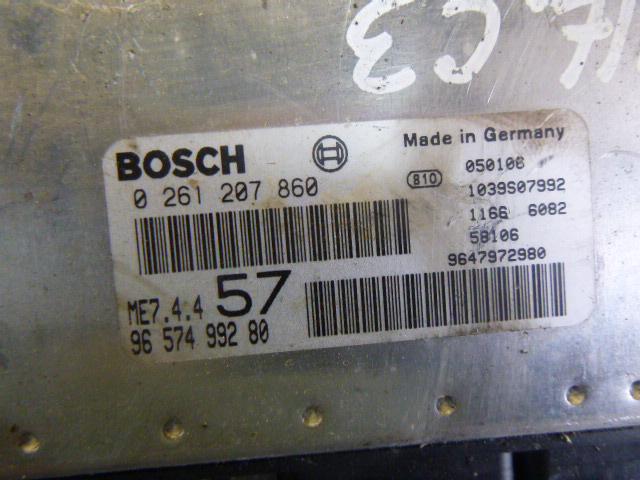 C3
BOSCH
Made in Germany
0 261 207 860
810
050106
1039S07992
1166 6082
58106
9647972980
ME7.4.4 57
96 574 992 80